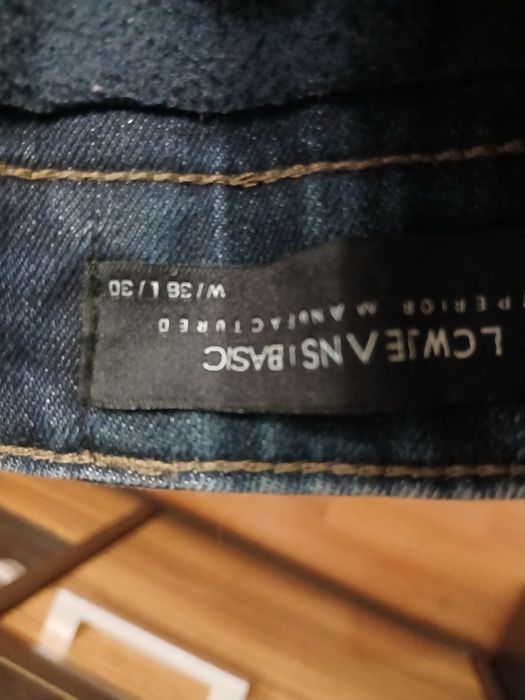 LCWJEANS|BASIC
PERIOR MANUFACTURED
W/38 L/30